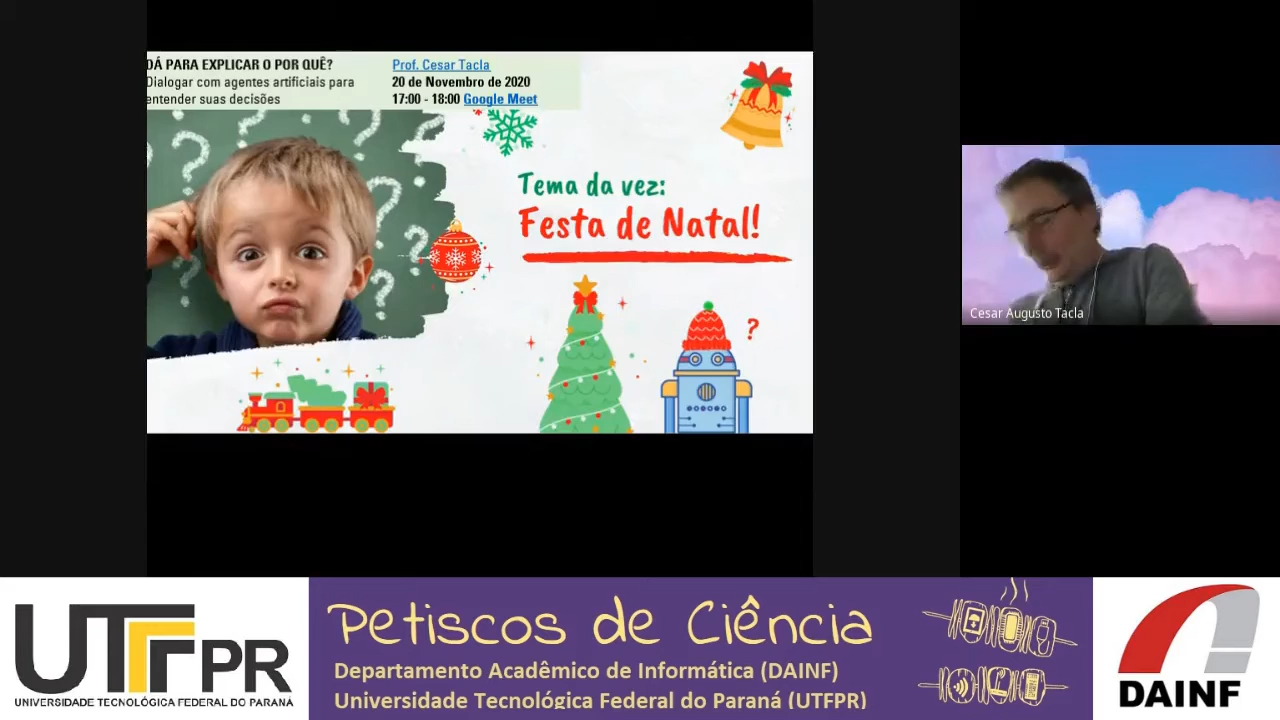 DÁ PARA EXPLICAR O POR QUÊ?
Dialogar com agentes artificiais para
entender suas decisões
Prof. Cesar Tacla
20 de Novembro de 2020
17:00 - 18:00 Google Meet
Tema da vez:
Festa de Natal!
?
Cesar Augusto Tacla
UTFPR
UNIVERSIDADE TECNOLÓGICA FEDERAL DO PARANÁ
Petiscos de Ciência
Departamento Acadêmico de Informática (DAINF)
Universidade Tecnológica Federal do Paraná (UTFPR)
DAINF